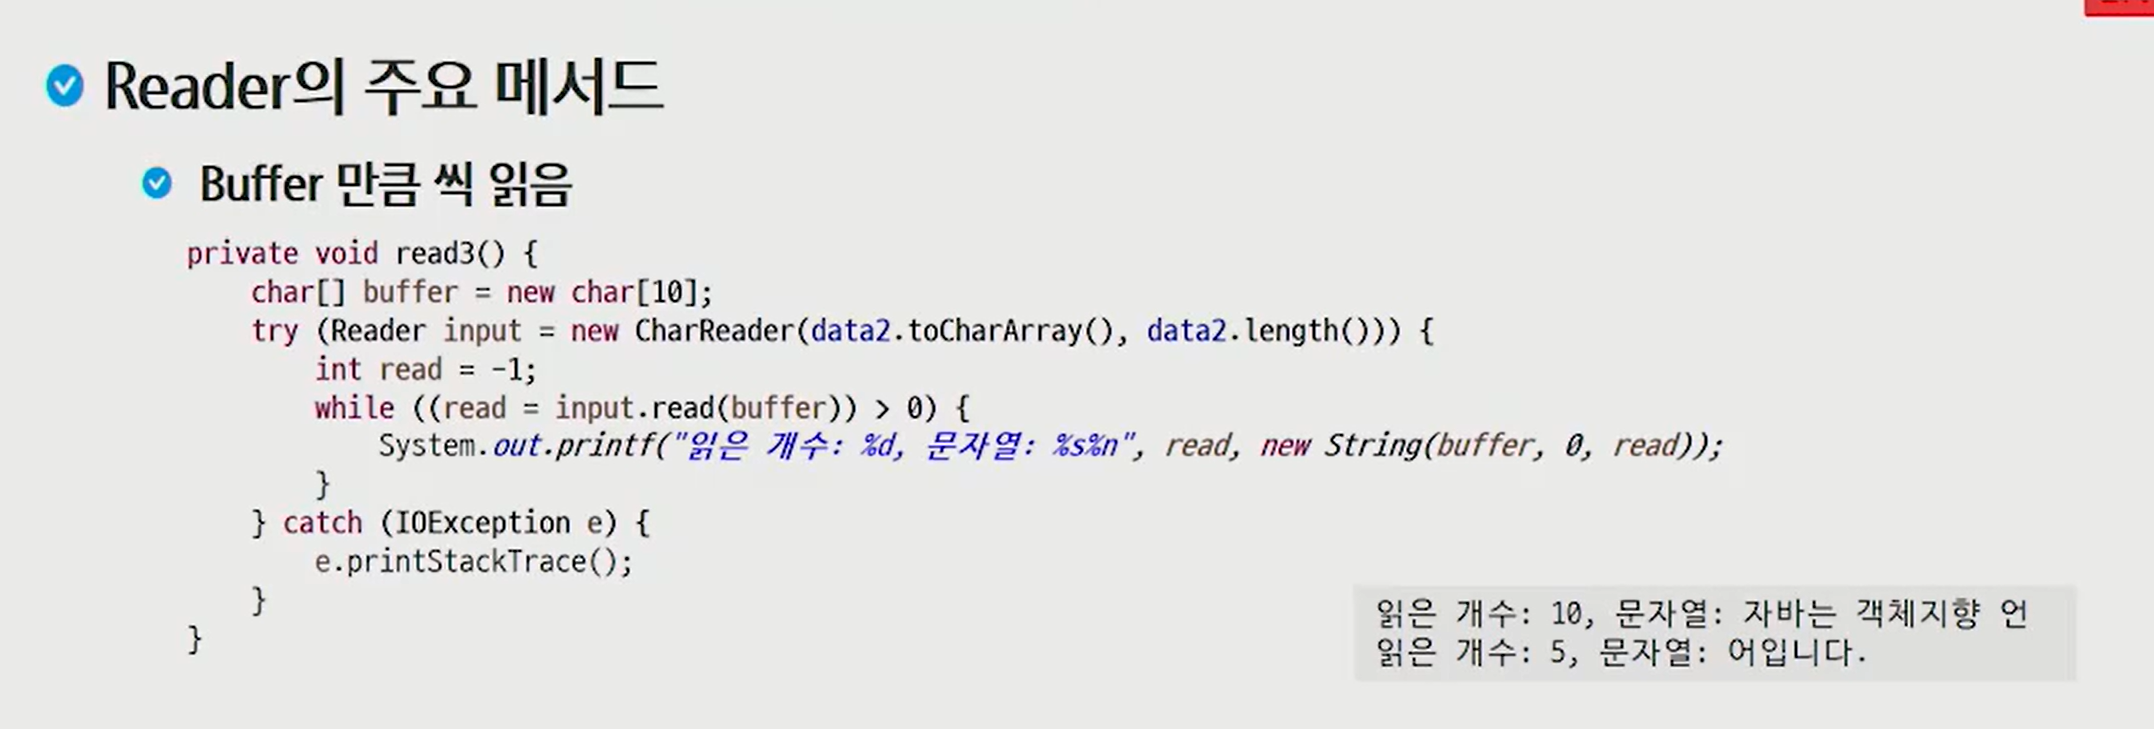 Reader의 주요 메서드
Buffer 만큼 씩 읽음
private void read3() {
char[] buffer = new char[10];
try (Reader input = new CharReader(data2.toCharArray(), data2.length())) {
int read = -1;
while ((read = input.read(buffer)) > 0) {
System.out.printf("읽은 개수: %d, 문자열: %s%n", read, new String(buffer, 0, read));
}
} catch (IOException e) {
e.printStackTrace();
}
}
읽은 개수: 10, 문자열: 자바는 객체지향 언
읽은 개수: 5, 문자열: 어입니다.